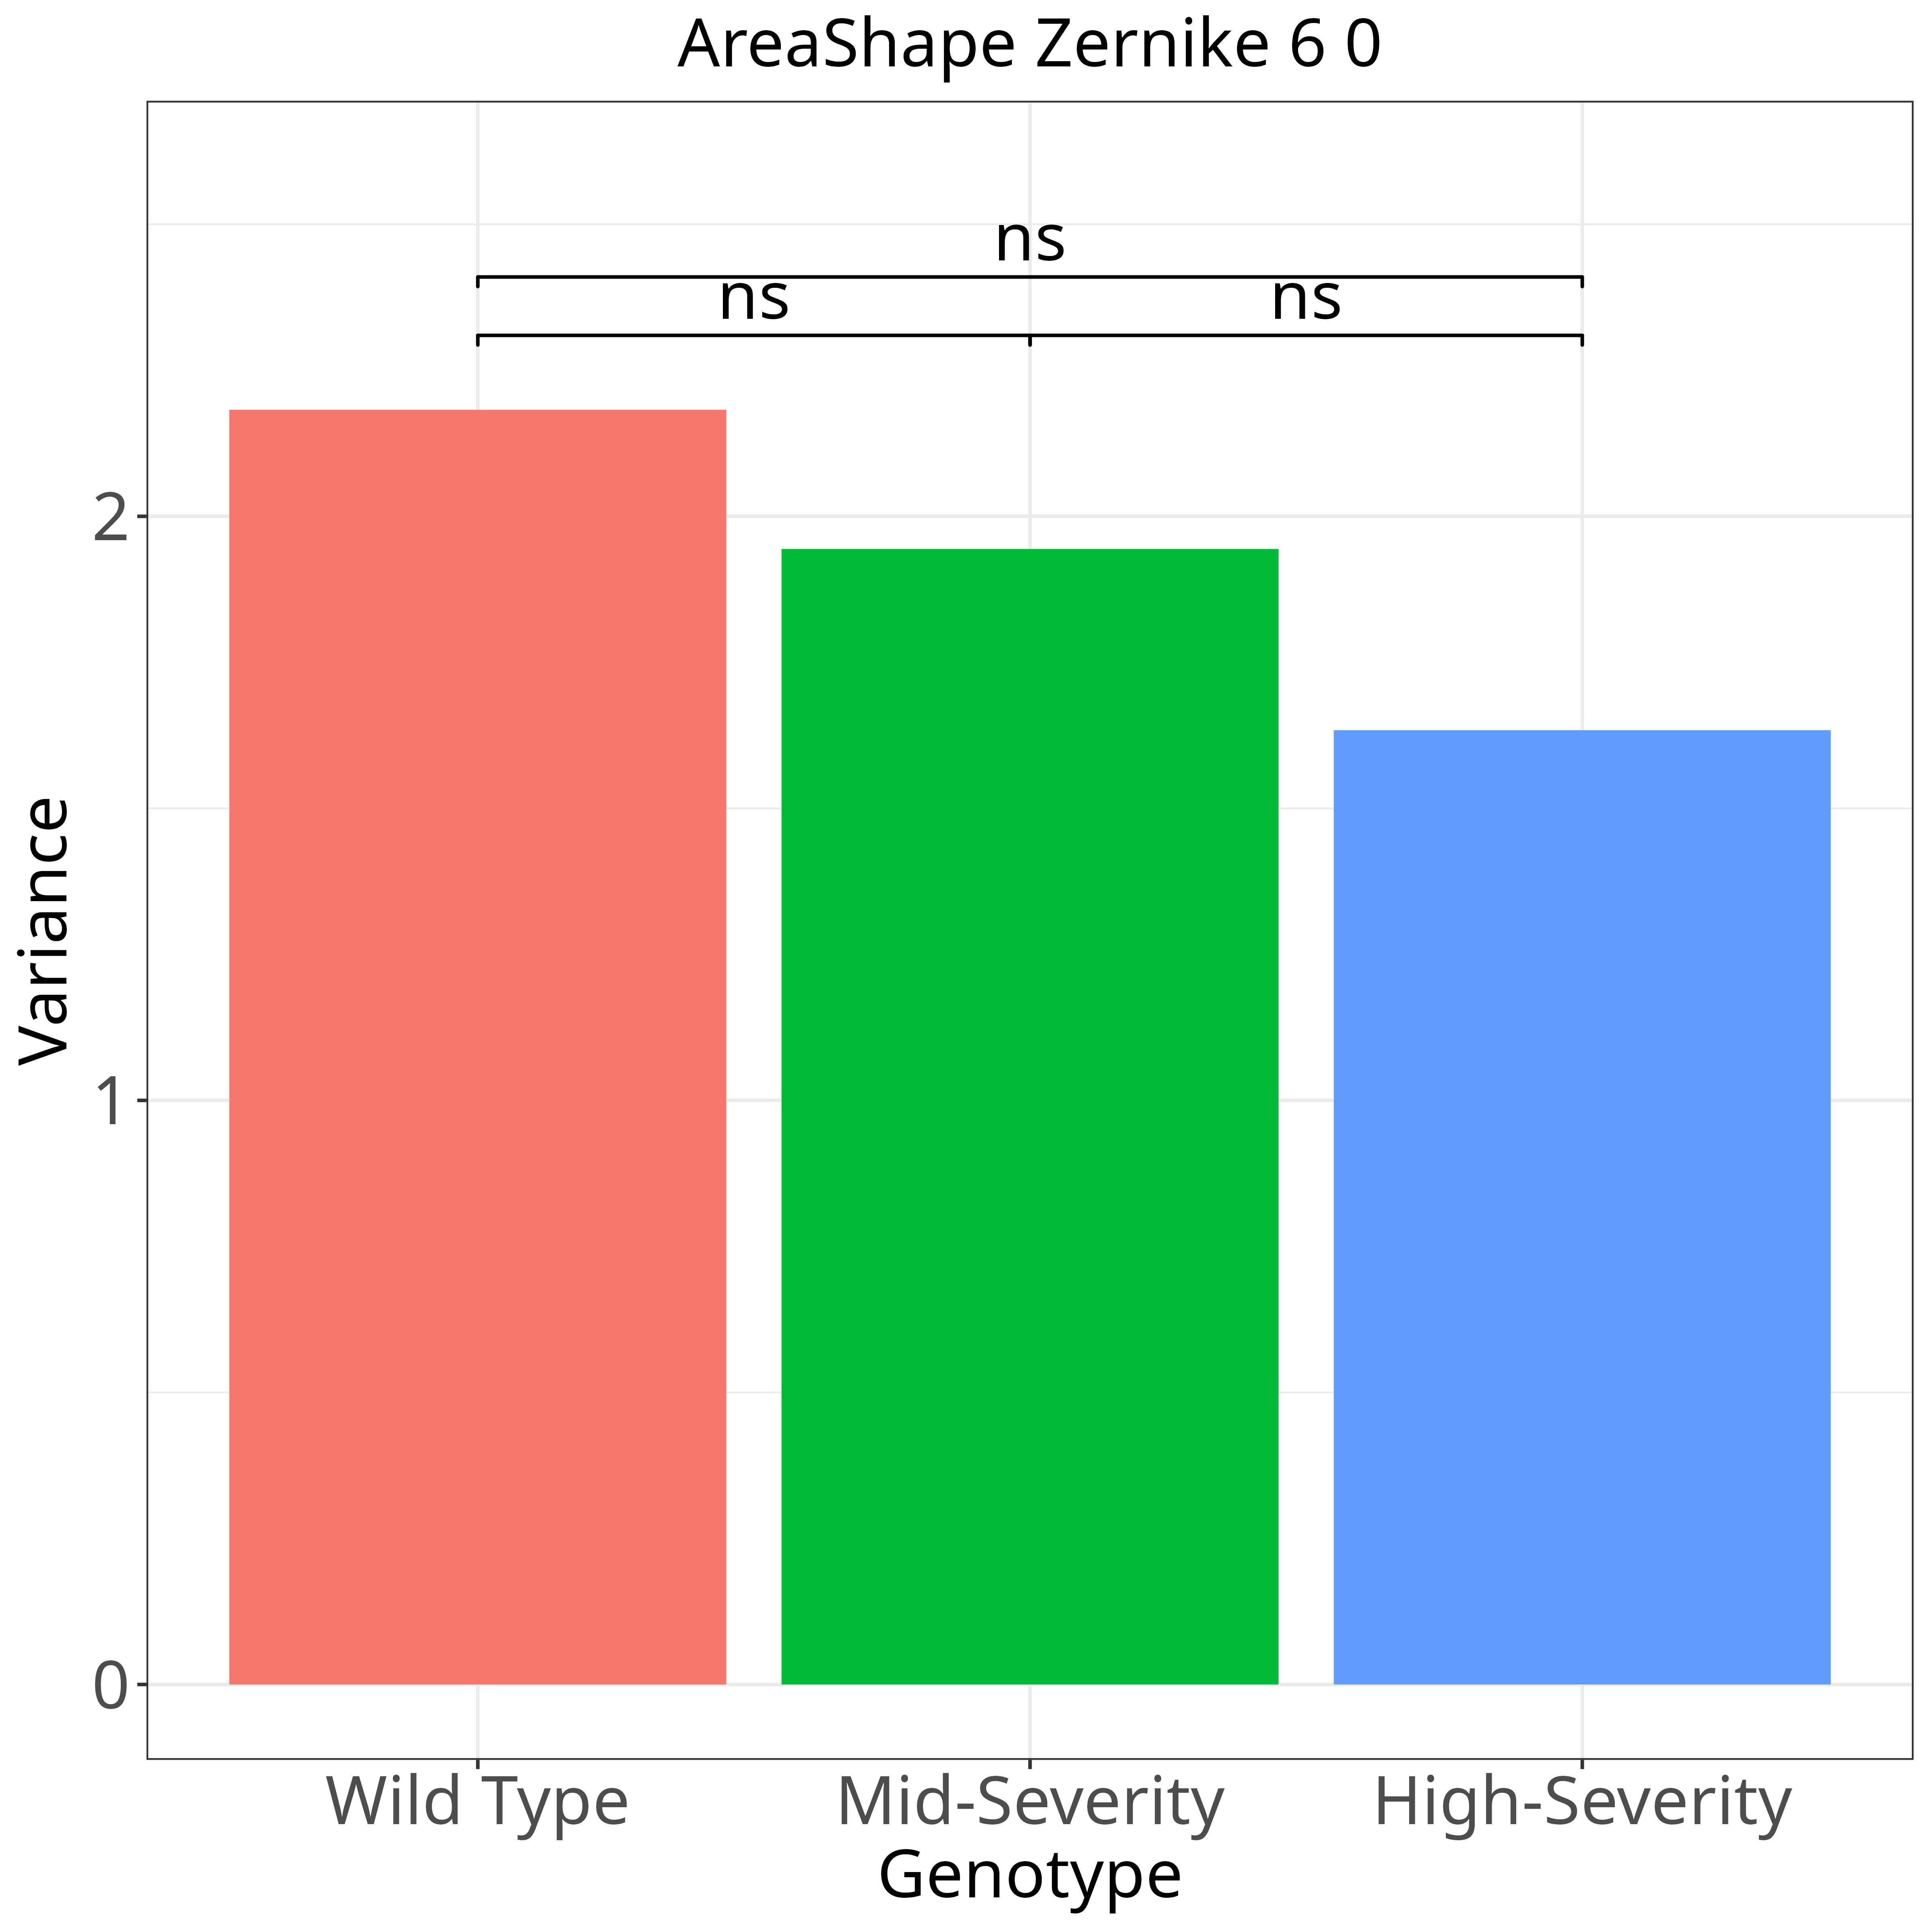 AreaShape Zernike 6 0
ns
ns ns
2
1
0
Variance
Wild Type Mid-Severity High-Severity
Genotype